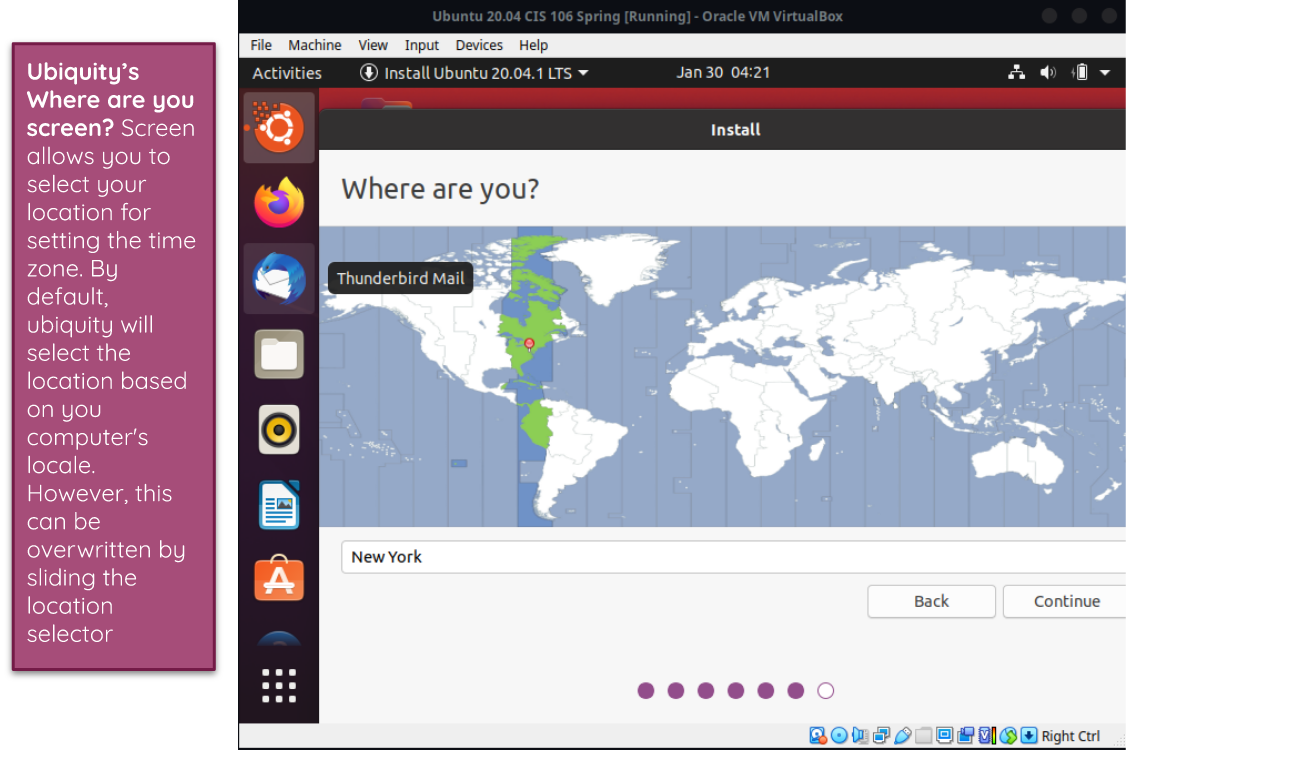 Ubuntu 20.04 CIS 106 Spring [Running] - Oracle VM VirtualBox
File Machine View Input Devices Help
Activities Install Ubuntu 20.04.1 LTS Jan 30 04:21
Install
Where are you?
Thunderbird Mail
New York
Back Continue
Right Ctrl
Ubiquity’s
Where are you
screen? Screen
allows you to
select your
location for
setting the time
zone. By
default,
ubiquity will
select the
location based
on you
computer's
locale.
However, this
can be
overwritten by
sliding the
location
selector